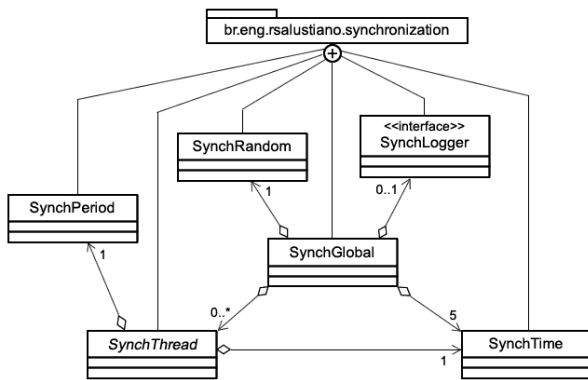 br.eng.rsalustiano.synchronization
<<interface>>
SynchLogger
SynchRandom
1
0..1
SynchPeriod
1
SynchGlobal
0..*
5
SynchThread
1
SynchTime